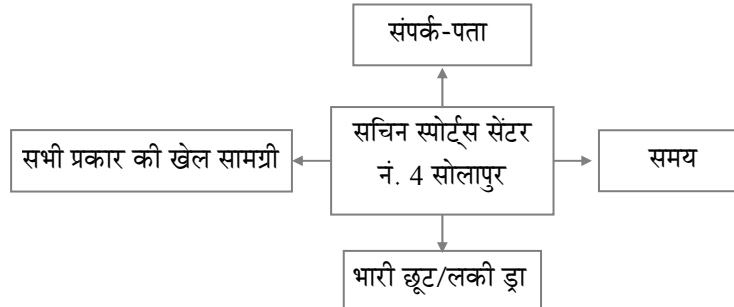 संपर्क-पता
सचिन स्पोर्ट्स सेंटर
नं. 4 सोलापुर
सभी प्रकार की खेल सामग्री
समय
भारी छूट/लकी ड्रा